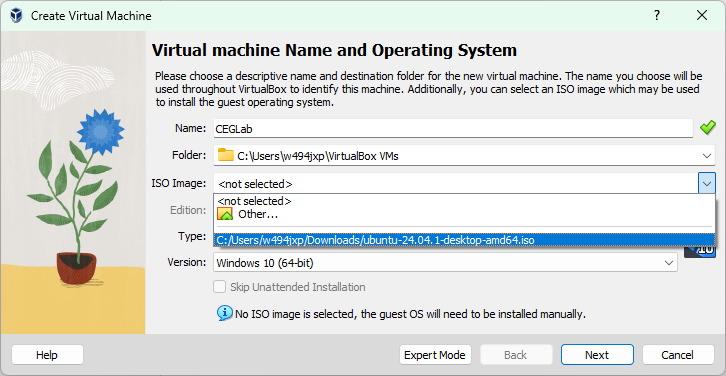 Create Virtual Machine
Virtual machine Name and Operating System
Please choose a descriptive name and destination folder for the new virtual machine. The name you choose will be
used throughout VirtualBox to identify this machine. Additionally, you can select an ISO image which may be used
to install the guest operating system.
Name: CEGLab
Folder: C:\Users\w494jxp\VirtualBox VMs
ISO Image: <not selected>
<not selected>
Edition: Other...
Type: C:/Users/w494jxp/Downloads/ubuntu-24.04.1-desktop-amd64.iso
Version: Windows 10 (64-bit)
Skip Unattended Installation
No ISO image is selected, the guest OS will need to be installed manually.
Help Expert Mode Back Next Cancel